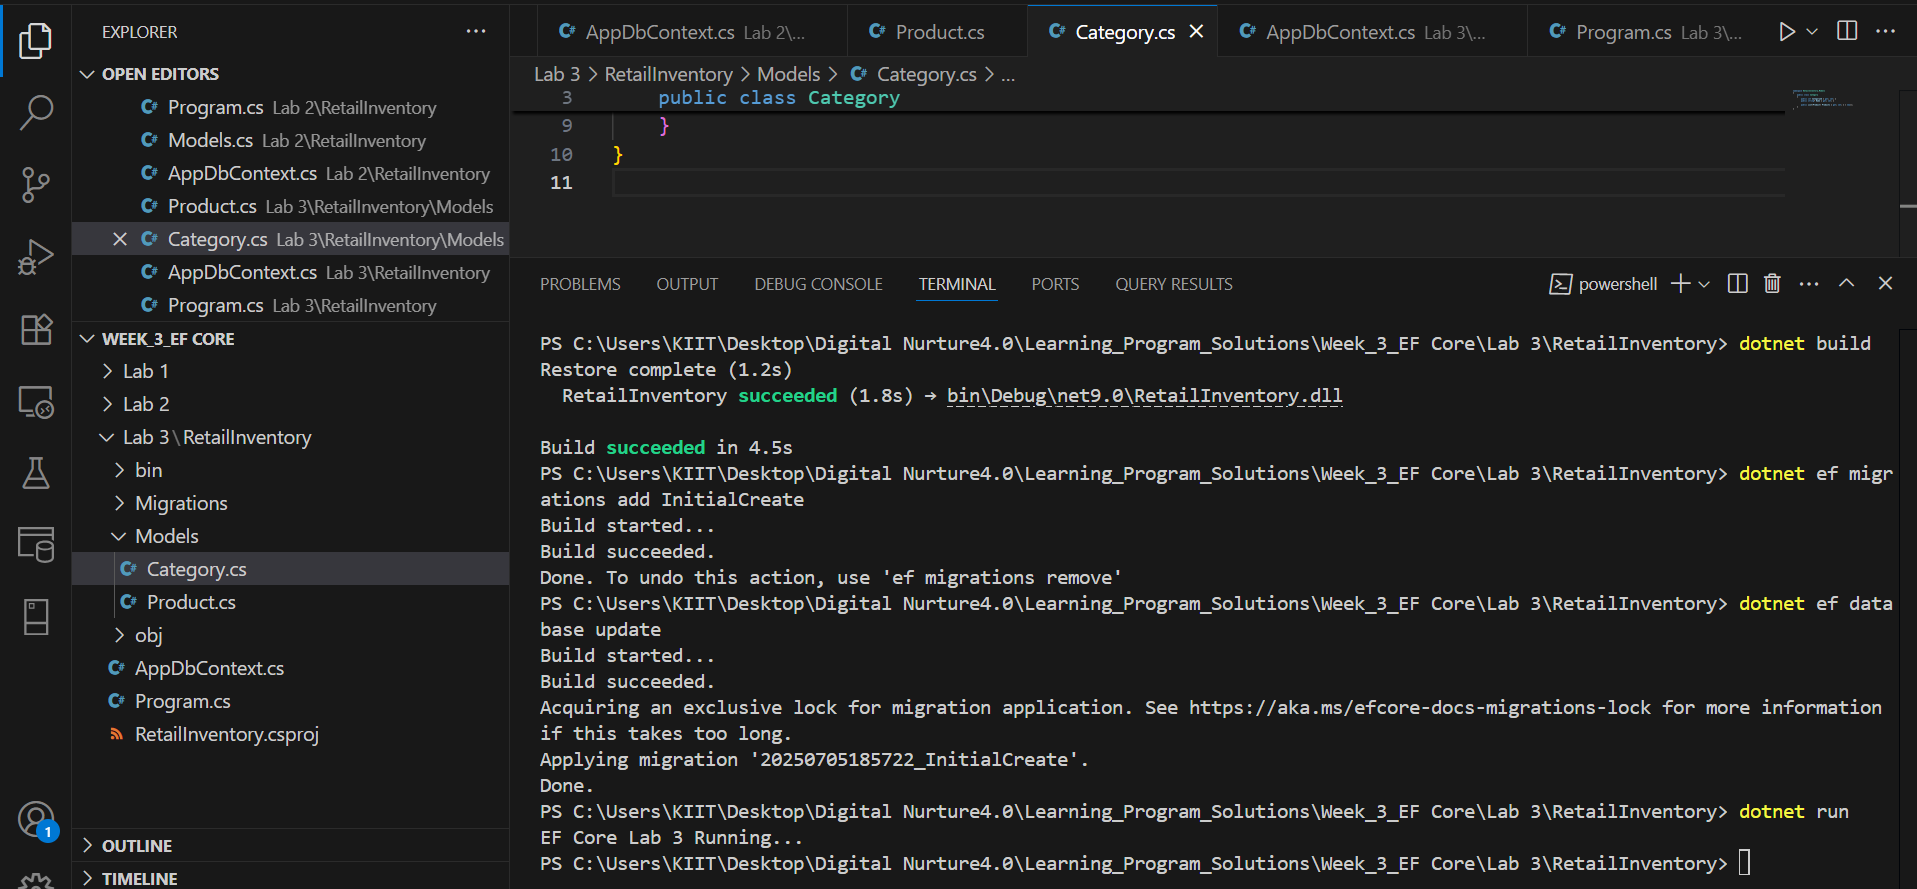 EXPLORER
OPEN EDITORS
Program.cs Lab 2\RetailInventory
Models.cs Lab 2\RetailInventory
AppDbContext.cs Lab 2\RetailInventory
Product.cs Lab 3\RetailInventory\Models
Category.cs Lab 3\RetailInventory\Models
AppDbContext.cs Lab 3\RetailInventory
Program.cs Lab 3\RetailInventory
WEEK_3_EF CORE
Lab 1
Lab 2
Lab 3\RetailInventory
bin
Migrations
Models
Category.cs
Product.cs
obj
AppDbContext.cs
Program.cs
RetailInventory.csproj
1
OUTLINE
TIMELINE
AppDbContext.cs Lab 2\... Product.cs Category.cs AppDbContext.cs Lab 3\... Program.cs Lab 3\...
Lab 3 > RetailInventory > Models > Category.cs > ...
3 public class Category
9 }
10 }
11
PROBLEMS OUTPUT DEBUG CONSOLE TERMINAL PORTS QUERY RESULTS powershell
PS C:\Users\KIIT\Desktop\Digital Nurture4.0\Learning_Program_Solutions\Week_3_EF Core\Lab 3\RetailInventory> dotnet build
Restore complete (1.2s)
RetailInventory succeeded (1.8s) → bin\Debug\net9.0\RetailInventory.dll
Build succeeded in 4.5s
PS C:\Users\KIIT\Desktop\Digital Nurture4.0\Learning_Program_Solutions\Week_3_EF Core\Lab 3\RetailInventory> dotnet ef migr
ations add InitialCreate
Build started...
Build succeeded.
Done. To undo this action, use 'ef migrations remove'
PS C:\Users\KIIT\Desktop\Digital Nurture4.0\Learning_Program_Solutions\Week_3_EF Core\Lab 3\RetailInventory> dotnet ef data
base update
Build started...
Build succeeded.
Acquiring an exclusive lock for migration application. See https://aka.ms/efcore-docs-migrations-lock for more information
if this takes too long.
Applying migration '20250705185722_InitialCreate'.
Done.
PS C:\Users\KIIT\Desktop\Digital Nurture4.0\Learning_Program_Solutions\Week_3_EF Core\Lab 3\RetailInventory> dotnet run
EF Core Lab 3 Running...
PS C:\Users\KIIT\Desktop\Digital Nurture4.0\Learning_Program_Solutions\Week_3_EF Core\Lab 3\RetailInventory>